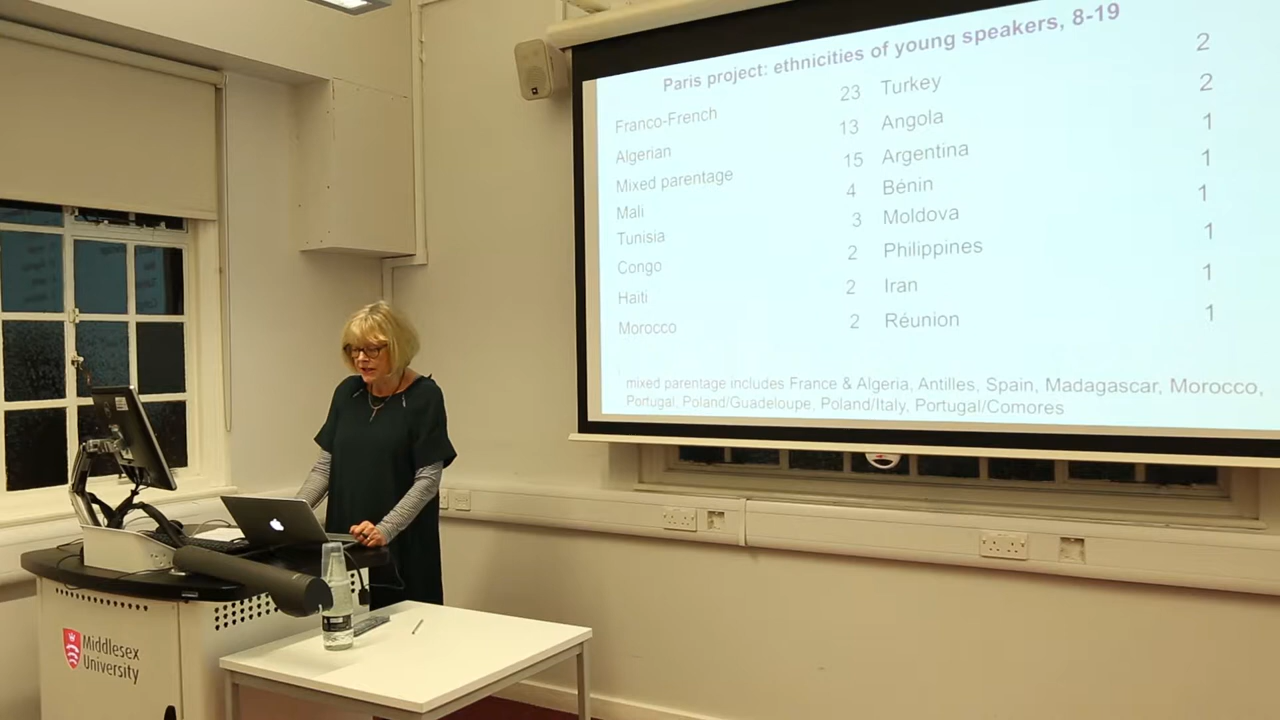 Paris project: ethnicities of young speakers, 8-19
Franco-French 23 Turkey 2
Algerian 13 Angola 2
Mixed parentage 15 Argentina 1
Mali 4 Bénin 1
Tunisia 3 Moldova 1
Congo 2 Philippines 1
Haiti 2 Iran 1
Morocco 2 Réunion 1
mixed parentage includes France & Algeria, Antilles, Spain, Madagascar, Morocco,
Portugal, Poland/Guadeloupe, Poland/Italy, Portugal/Comores
Middlesex
University